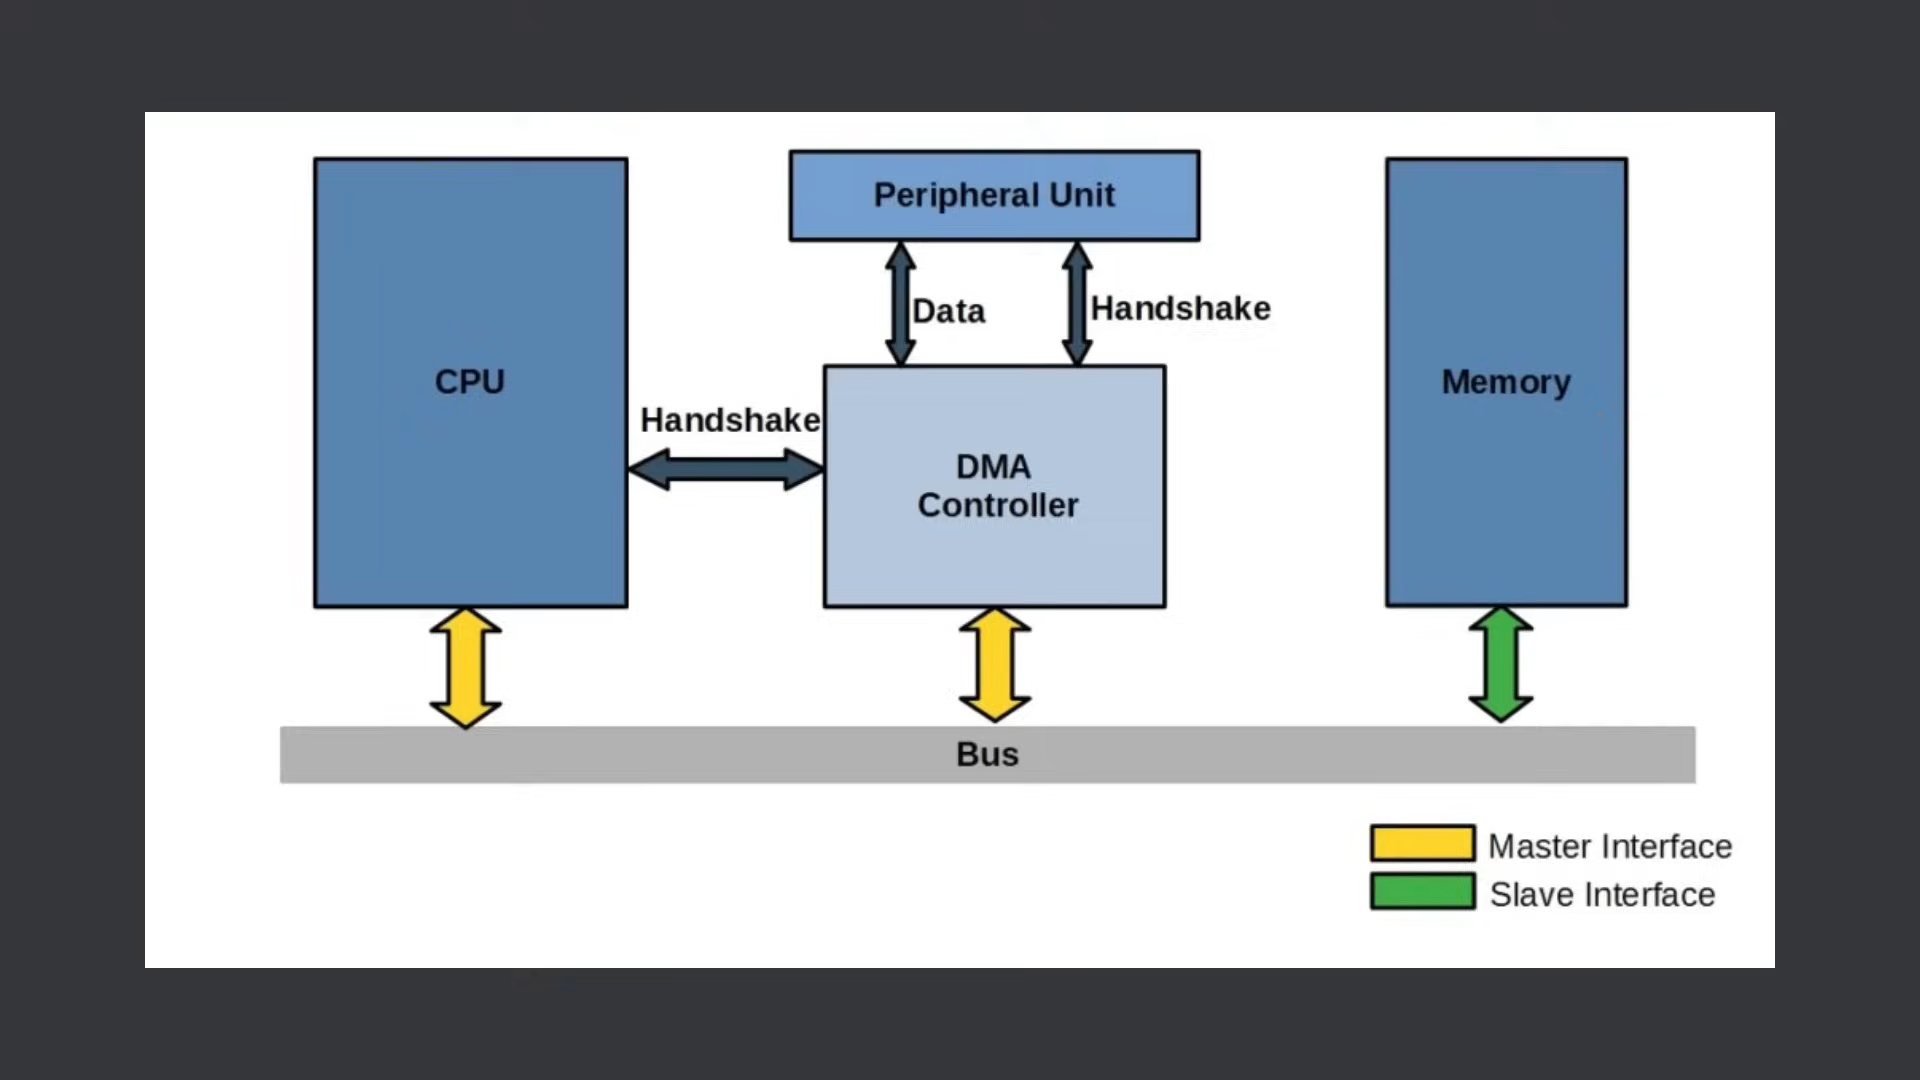 Peripheral Unit
Data
Handshake
CPU
Memory
Handshake
DMA
Controller
Bus
Master Interface
Slave Interface